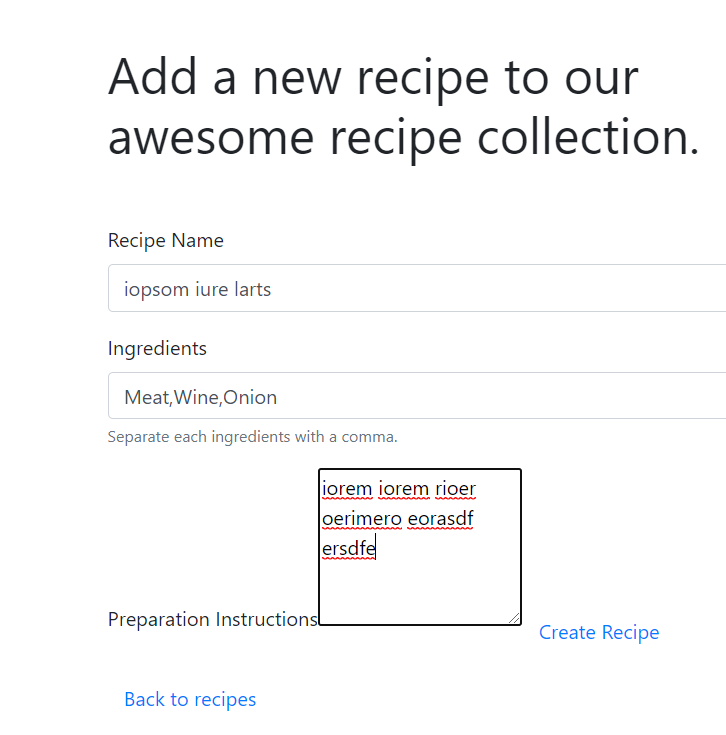 Add a new recipe to our
awesome recipe collection.
Recipe Name
iopsom iure larts
Ingredients
Meat,Wine,Onion
Separate each ingredients with a comma.
iorem iorem rioer
oerimero eorasdf
ersdfe
Preparation Instructions
Create Recipe
Back to recipes